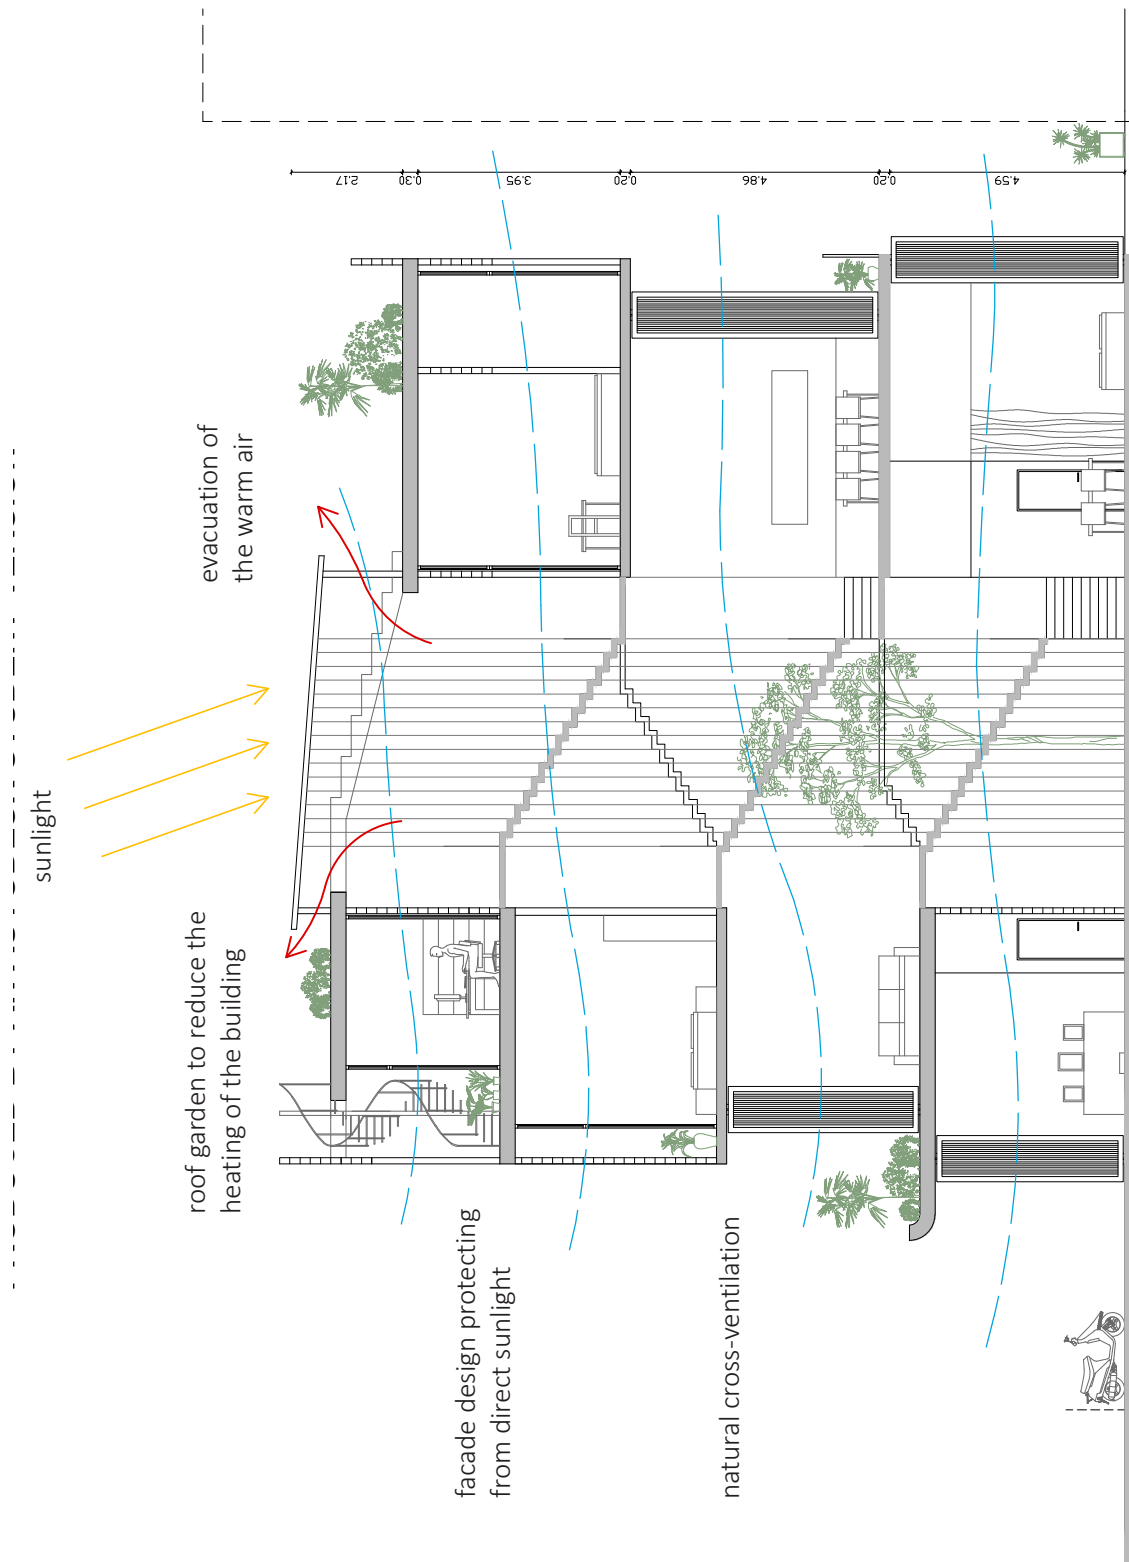 sunlight
evacuation of
the warm air
roof garden to reduce the
heating of the building
facade design protecting
from direct sunlight
natural cross-ventilation
2.17
0.30
3.95
0.20
4.86
0.20
4.59